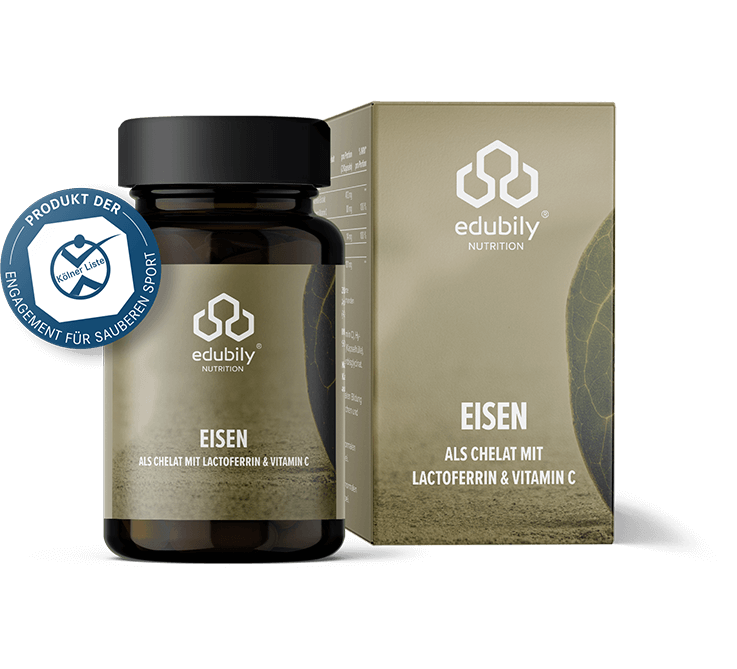 PRODUKT DER
Kölner Liste
ENGAGEMENT FÜR SAUBEREN SPORT
edubily®
NUTRITION
EISEN
ALS CHELAT MIT LACTOFERRIN & VITAMIN C
edubily®
NUTRITION
EISEN
ALS CHELAT MIT
LACTOFERRIN & VITAMIN C